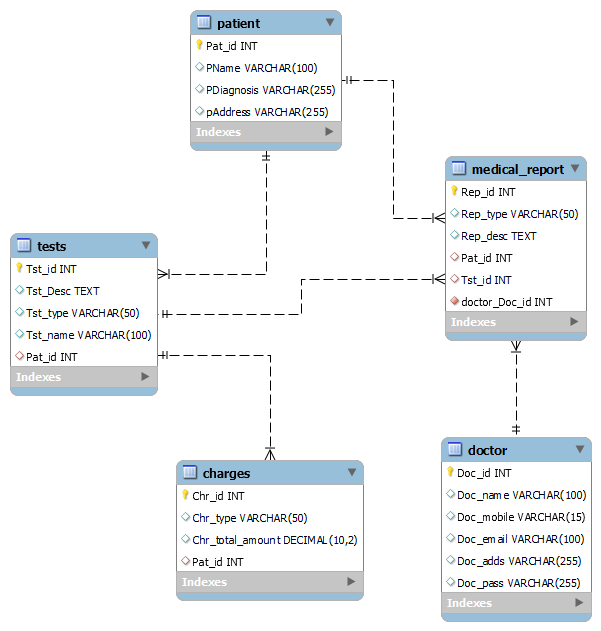 patient
Pat_id INT
PName VARCHAR(100)
PDiagnosis VARCHAR(255)
pAddress VARCHAR(255)
Indexes
medical_report
Rep_id INT
Rep_type VARCHAR(50)
Rep_desc TEXT
Pat_id INT
Tst_id INT
doctor_Doc_id INT
Indexes
tests
Tst_id INT
Tst_Desc TEXT
Tst_type VARCHAR(50)
Tst_name VARCHAR(100)
Pat_id INT
Indexes
charges
Chr_id INT
Chr_type VARCHAR(50)
Chr_total_amount DECIMAL(10,2)
Pat_id INT
Indexes
doctor
Doc_id INT
Doc_name VARCHAR(100)
Doc_mobile VARCHAR(15)
Doc_email VARCHAR(100)
Doc_adds VARCHAR(255)
Doc_pass VARCHAR(255)
Indexes